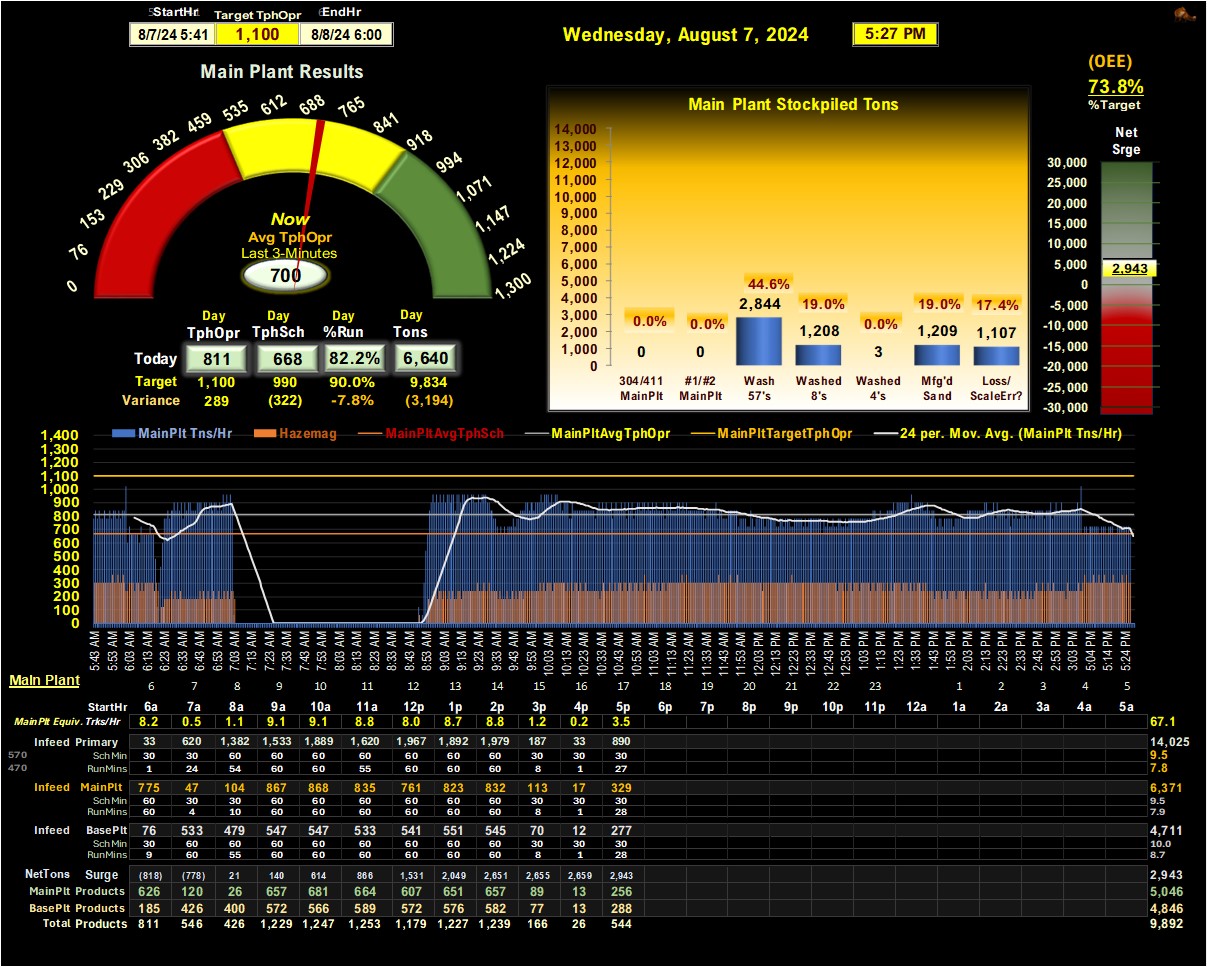 StartHr Target TphOpr EndHr
8/7/24 5:41 1,100 8/8/24 6:00
Wednesday, August 7, 2024 5:27 PM
Main Plant Results
0 76 153 229 306 382 459 535 612 688 765 841 918 994 1,071 1,147 1,224 1,300
Now
Avg TphOpr
Last 3-Minutes
700
Day Day Day Day
TphOpr TphSch %Run Tons
Today 811 668 82.2% 6,640
Target 1,100 990 90.0% 9,834
Variance 289 (322) -7.8% (3,194)
Main Plant Stockpiled Tons
14,000
13,000
12,000
11,000
10,000
9,000
8,000
7,000
6,000
5,000
4,000
3,000
2,000
1,000
0
0.0% 0.0% 44.6% 19.0% 0.0% 19.0% 17.4%
0 0 2,844 1,208 3 1,209 1,107
304/411 #1/#2 Wash Washed Washed Mfg'd Loss/
MainPlt MainPlt 57's 8's 4's Sand ScaleErr?
(OEE)
73.8%
%Target
Net
Srge
30,000
25,000
20,000
15,000
10,000
5,000
0
-5,000
-10,000
-15,000
-20,000
-25,000
-30,000
2,943
MainPlt Tns/Hr Hazemag MainPltAvgTphSch MainPltAvgTphOpr MainPltTargetTphOpr 24 per. Mov. Avg. (MainPlt Tns/Hr)
1,400
1,300
1,200
1,100
1,000
900
800
700
600
500
400
300
200
100
0
5:43 AM 5:53 AM 6:03 AM 6:13 AM 6:23 AM 6:33 AM 6:43 AM 6:53 AM 7:03 AM 7:13 AM 7:23 AM 7:33 AM 7:43 AM 7:53 AM 8:03 AM 8:13 AM 8:23 AM 8:33 AM 8:43 AM 8:53 AM 9:03 AM 9:13 AM 9:23 AM 9:33 AM 9:43 AM 9:53 AM 10:03 AM 10:13 AM 10:23 AM 10:33 AM 10:43 AM 10:53 AM 11:03 AM 11:13 AM 11:23 AM 11:33 AM 11:43 AM 11:53 AM 12:03 PM 12:13 PM 12:23 PM 12:33 PM 12:43 PM 12:53 PM 1:03 PM 1:13 PM 1:23 PM 1:33 PM 1:43 PM 1:53 PM 2:03 PM 2:13 PM 2:23 PM 2:33 PM 2:43 PM 2:53 PM 3:03 PM 5:04 PM 5:14 PM 5:24 PM
Main Plant 6 7 8 9 10 11 12 13 14 15 16 17 18 19 20 21 22 23 1 2 3 4 5
StartHr 6a 7a 8a 9a 10a 11a 12p 1p 2p 3p 4p 5p 6p 7p 8p 9p 10p 11p 12a 1a 2a 3a 4a 5a
MainPlt Equiv. Trks/Hr 8.2 0.5 1.1 9.1 9.1 8.8 8.0 8.7 8.8 1.2 0.2 3.5 67.1
Infeed Primary 33 620 1,382 1,533 1,889 1,620 1,967 1,892 1,979 187 33 890 14,025
570 Sch Min 30 30 60 60 60 60 60 60 60 30 30 30 9.5
470 RunMins 1 24 54 60 60 55 60 60 60 8 1 27 7.8
Infeed MainPlt 775 47 104 867 868 835 761 823 832 113 17 329 6,371
Sch Min 60 30 30 60 60 60 60 60 60 30 30 30 9.5
RunMins 60 4 10 60 60 60 60 60 60 8 1 28 7.9
Infeed BasePlt 76 533 479 547 547 533 541 551 545 70 12 277 4,711
Sch Min 30 60 60 60 60 60 60 60 60 30 30 30 10.0
RunMins 9 60 55 60 60 60 60 60 60 8 1 28 8.7
NetTons Surge (818) (778) 21 140 614 866 1,531 2,049 2,651 2,655 2,659 2,943 2,943
MainPlt Products 626 120 26 657 681 664 607 651 657 89 13 256 5,046
BasePlt Products 185 426 400 572 566 589 572 576 582 77 13 288 4,846
Total Products 811 546 426 1,229 1,247 1,253 1,179 1,227 1,239 166 26 544 9,892